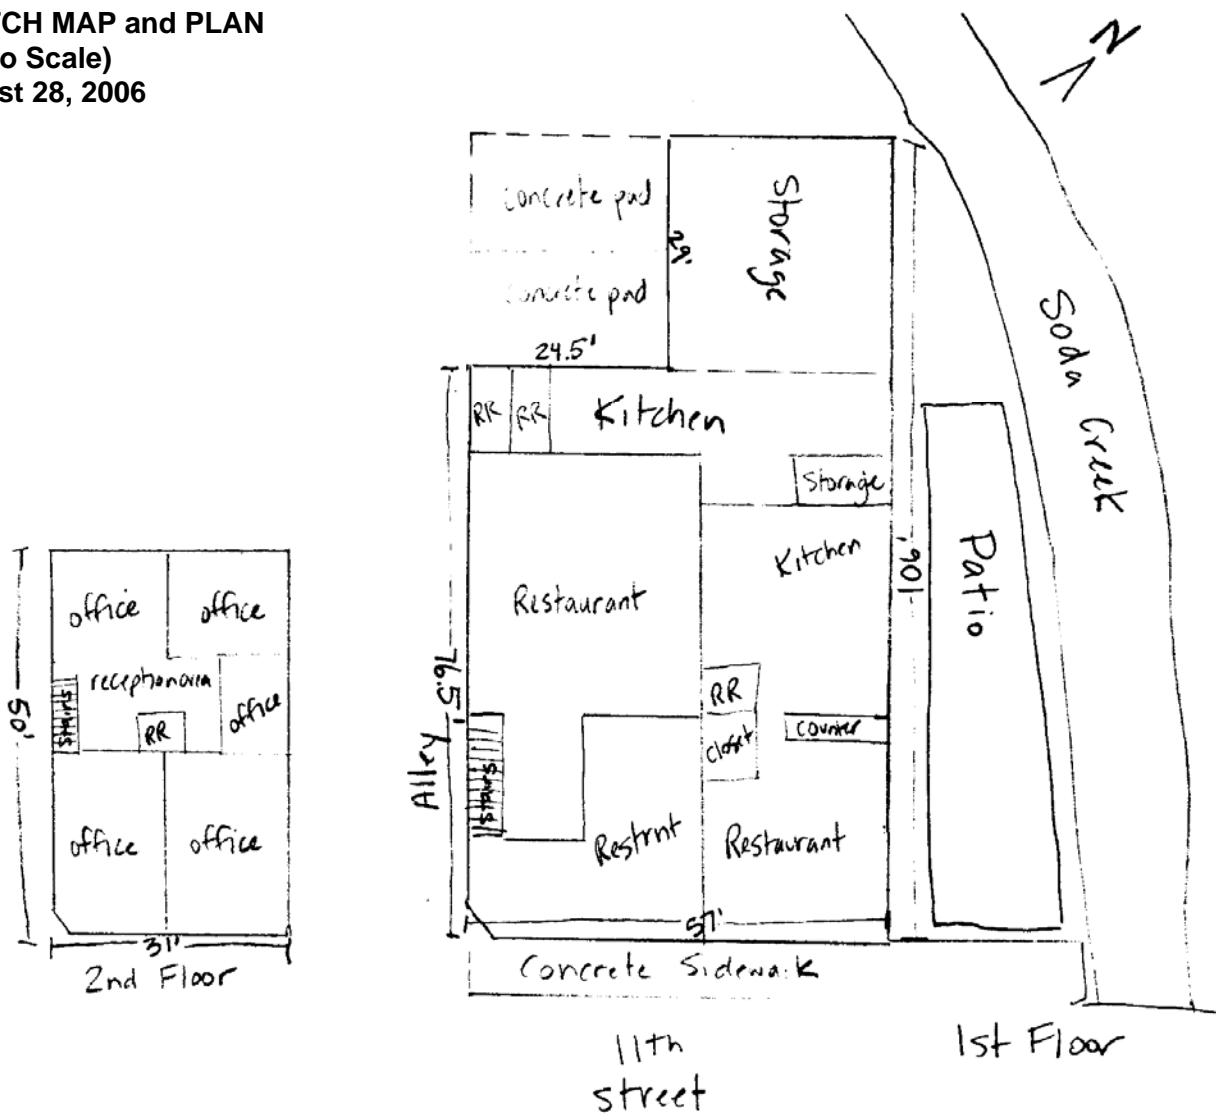 TCH MAP and PLAN
o Scale)
st 28, 2006
N
concrete pad
Storage
29'
concrete pad
24.5'
Soda Creek
RR
RR
Kitchen
Storage
Kitchen
106'
Patio
Restaurant
office
office
76.5'
receptionarea
RR
stairs
office
50'
RR
closet
counter
Alley
stairs
office
office
Restrnt
Restaurant
57'
31'
2nd Floor
Concrete Sidewalk
11th
street
1st Floor